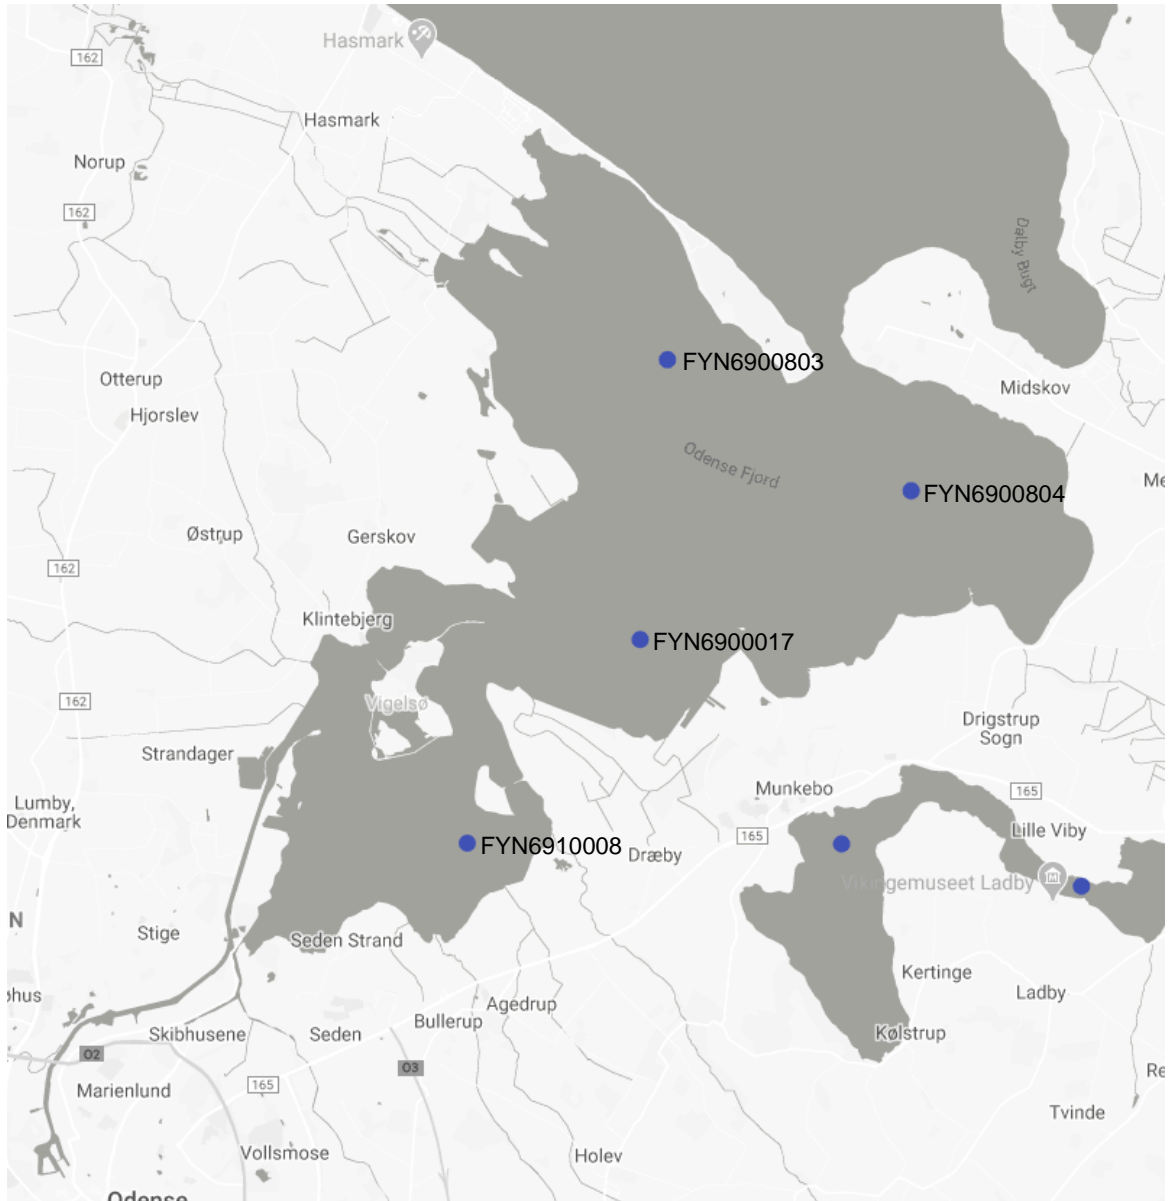 Hasmark
162
Hasmark
Norup
162
Dalby Bugt
FYN6900803
Otterup
Midskov
Hjorslev
Odense Fjord
Me
FYN6900804
Østrup
Gerskov
162
Klintebjerg
FYN6900017
162
Vigelsø
Drigstrup
Sogn
Strandager
Munkebo
165
Lumby,
Denmark
165
Lille Viby
FYN6910008
Dræby
Vikingemuseet Ladby
N
Stige
Seden Strand
Kertinge
Ladby
øhus
Agedrup
Bullerup
Skibhusene
Seden
Kølstrup
O2
O3
Re
165
Marienlund
Tvinde
Vollsmose
Holev
Odense